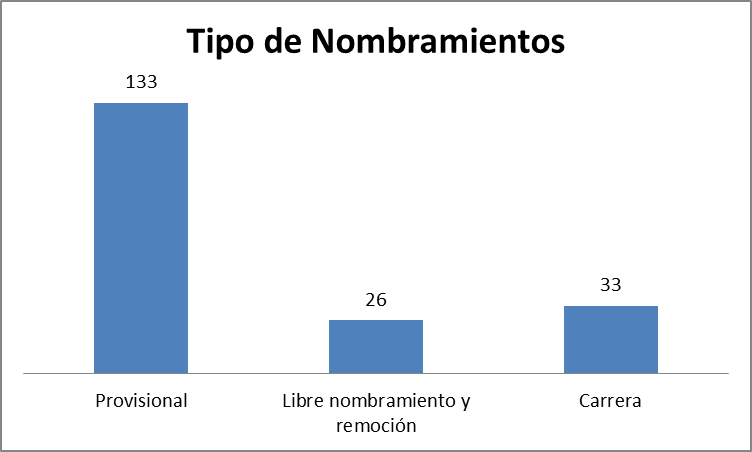 Tipo de Nombramientos
133
26
33
Provisional
Libre nombramiento y
remoción
Carrera